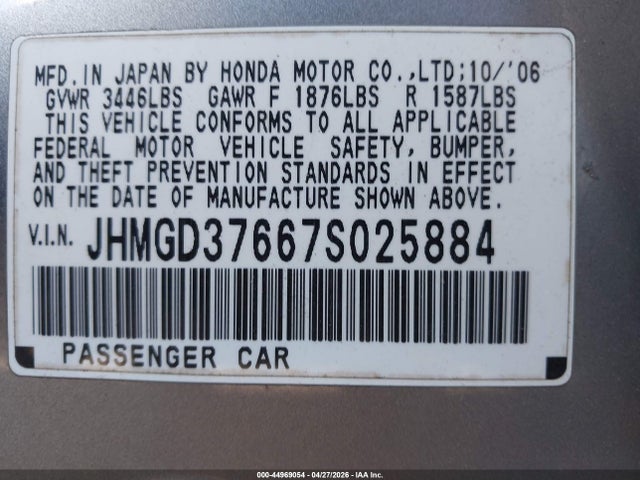 MFD.IN JAPAN BY HONDA MOTOR CO.,LTD;10/'06
GVWR 3446LBS GAWR F 1876LBS R 1587LBS
THIS VEHICLE CONFORMS TO ALL APPLICABLE
FEDERAL MOTOR VEHICLE SAFETY, BUMPER,
AND THEFT PREVENTION STANDARDS IN EFFECT
ON THE DATE OF MANUFACTURE SHOWN ABOVE.
V.I.N. JHMGD37667S025884
PASSENGER CAR
000-44969054 - 04/27/2026 - IAA Inc.